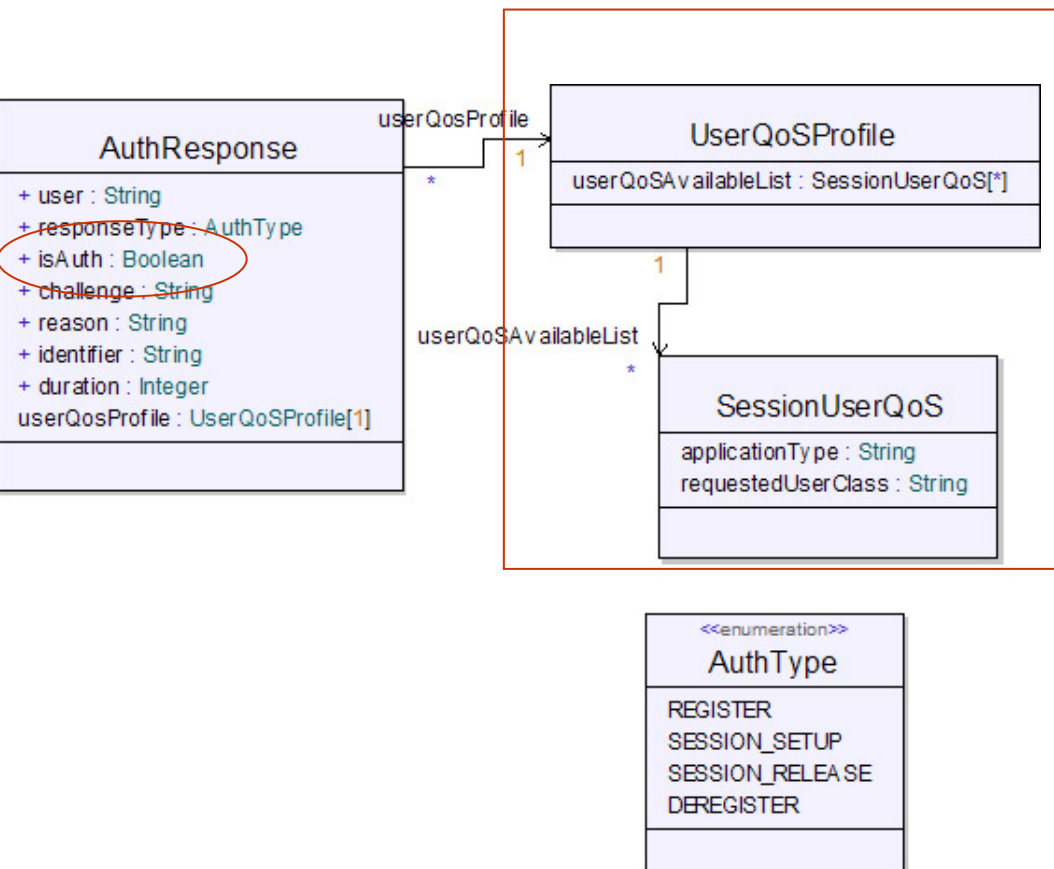 AuthResponse
+ user : String
+ responseType : AuthType
+ isAuth : Boolean
+ challenge : String
+ reason : String
+ identifier : String
+ duration : Integer
userQosProfile : UserQoSProfile[1]
userQosProfile
*
1
UserQoSProfile
userQoSAvailableList : SessionUserQoS[*]
1
userQoSAvailableList
*
SessionUserQoS
applicationType : String
requestedUserClass : String
<<enumeration>>
AuthType
REGISTER
SESSION_SETUP
SESSION_RELEASE
DEREGISTER